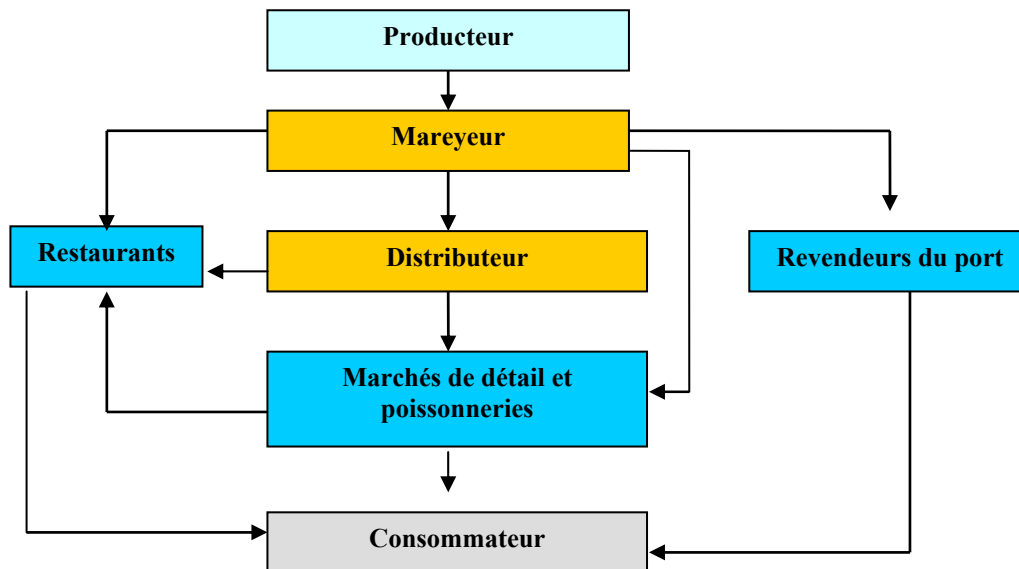 Producteur
Mareyeur
Restaurants
Distributeur
Revendeurs du port
Marchés de détail et
poissonneries
Consommateur